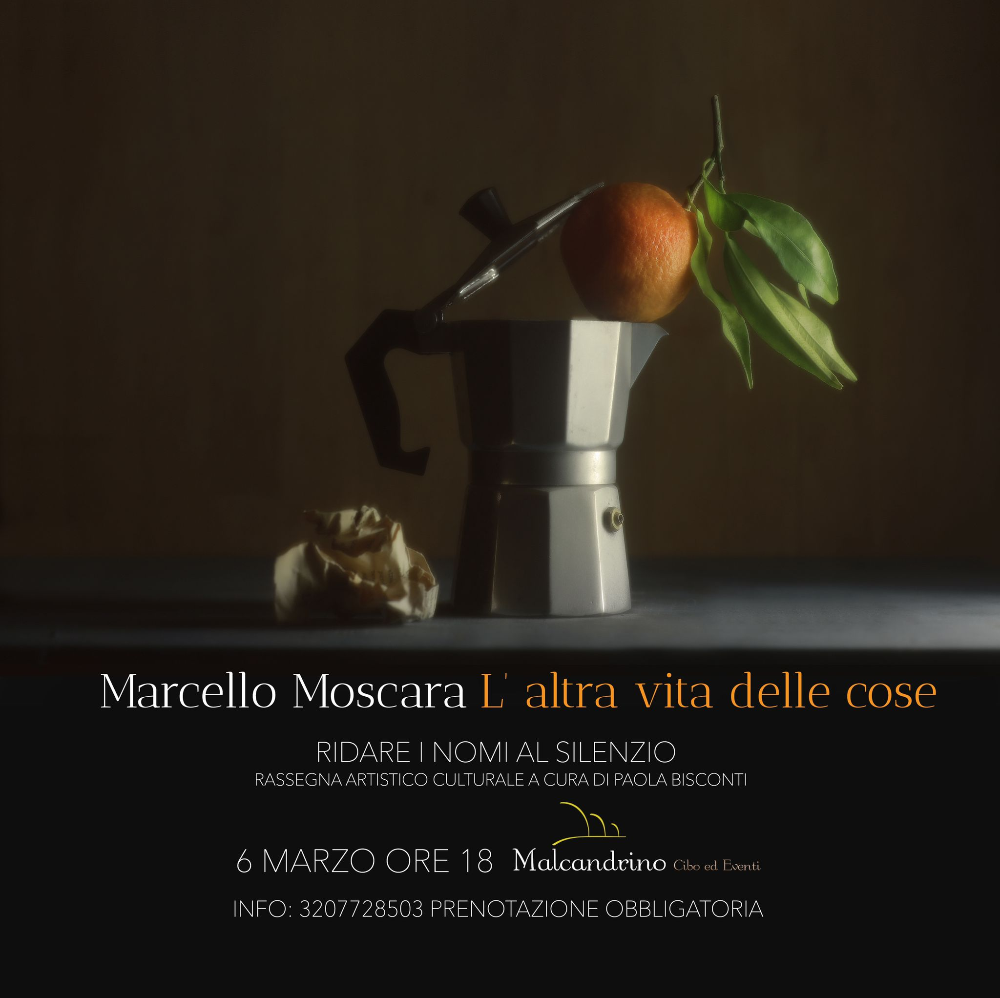 Marcello Moscara L' altra vita delle cose
RIDARE I NOMI AL SILENZIO
RASSEGNA ARTISTICO CULTURALE A CURA DI PAOLA BISCONTI
6 MARZO ORE 18 Malcandrino Cibo ed Eventi
INFO: 3207728503 PRENOTAZIONE OBBLIGATORIA